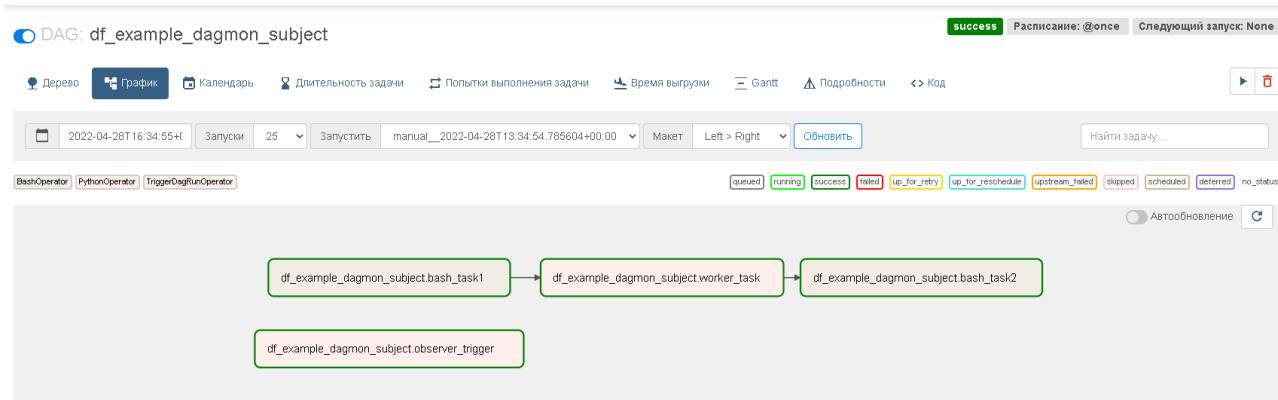 DAG: df_example_dagmon_subject
success Расписание: @once Следующий запуск: None
Дерево График Календарь Длительность задачи Попытки выполнения задачи Время выгрузки Gantt Подробности Код
2022-04-28T16:34:55+( Запуски 25 Запустить manual__2022-04-28T13:34:54.785604+00:00 Макет Left > Right Обновить Найти задачу...
BashOperator PythonOperator TriggerDagRunOperator queued running success failed up_for_retry up_for_reschedule upstream_failed skipped scheduled deferred no_status
Автообновление
df_example_dagmon_subject.bash_task1 df_example_dagmon_subject.worker_task df_example_dagmon_subject.bash_task2
df_example_dagmon_subject.observer_trigger